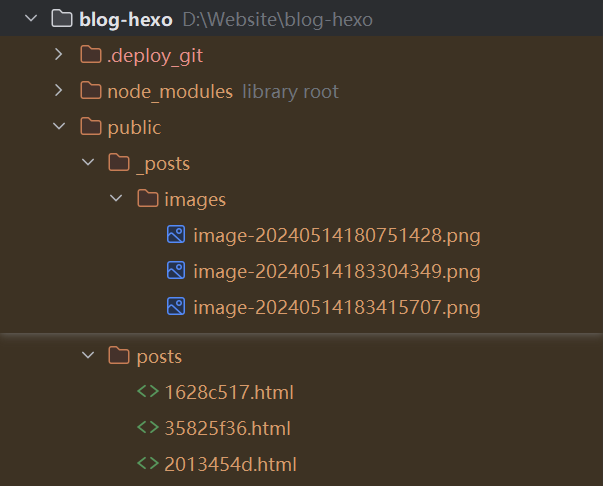 blog-hexo D:\Website\blog-hexo
.deploy_git
node_modules library root
public
_posts
images
image-20240514180751428.png
image-20240514183304349.png
image-20240514183415707.png
posts
1628c517.html
35825f36.html
2013454d.html